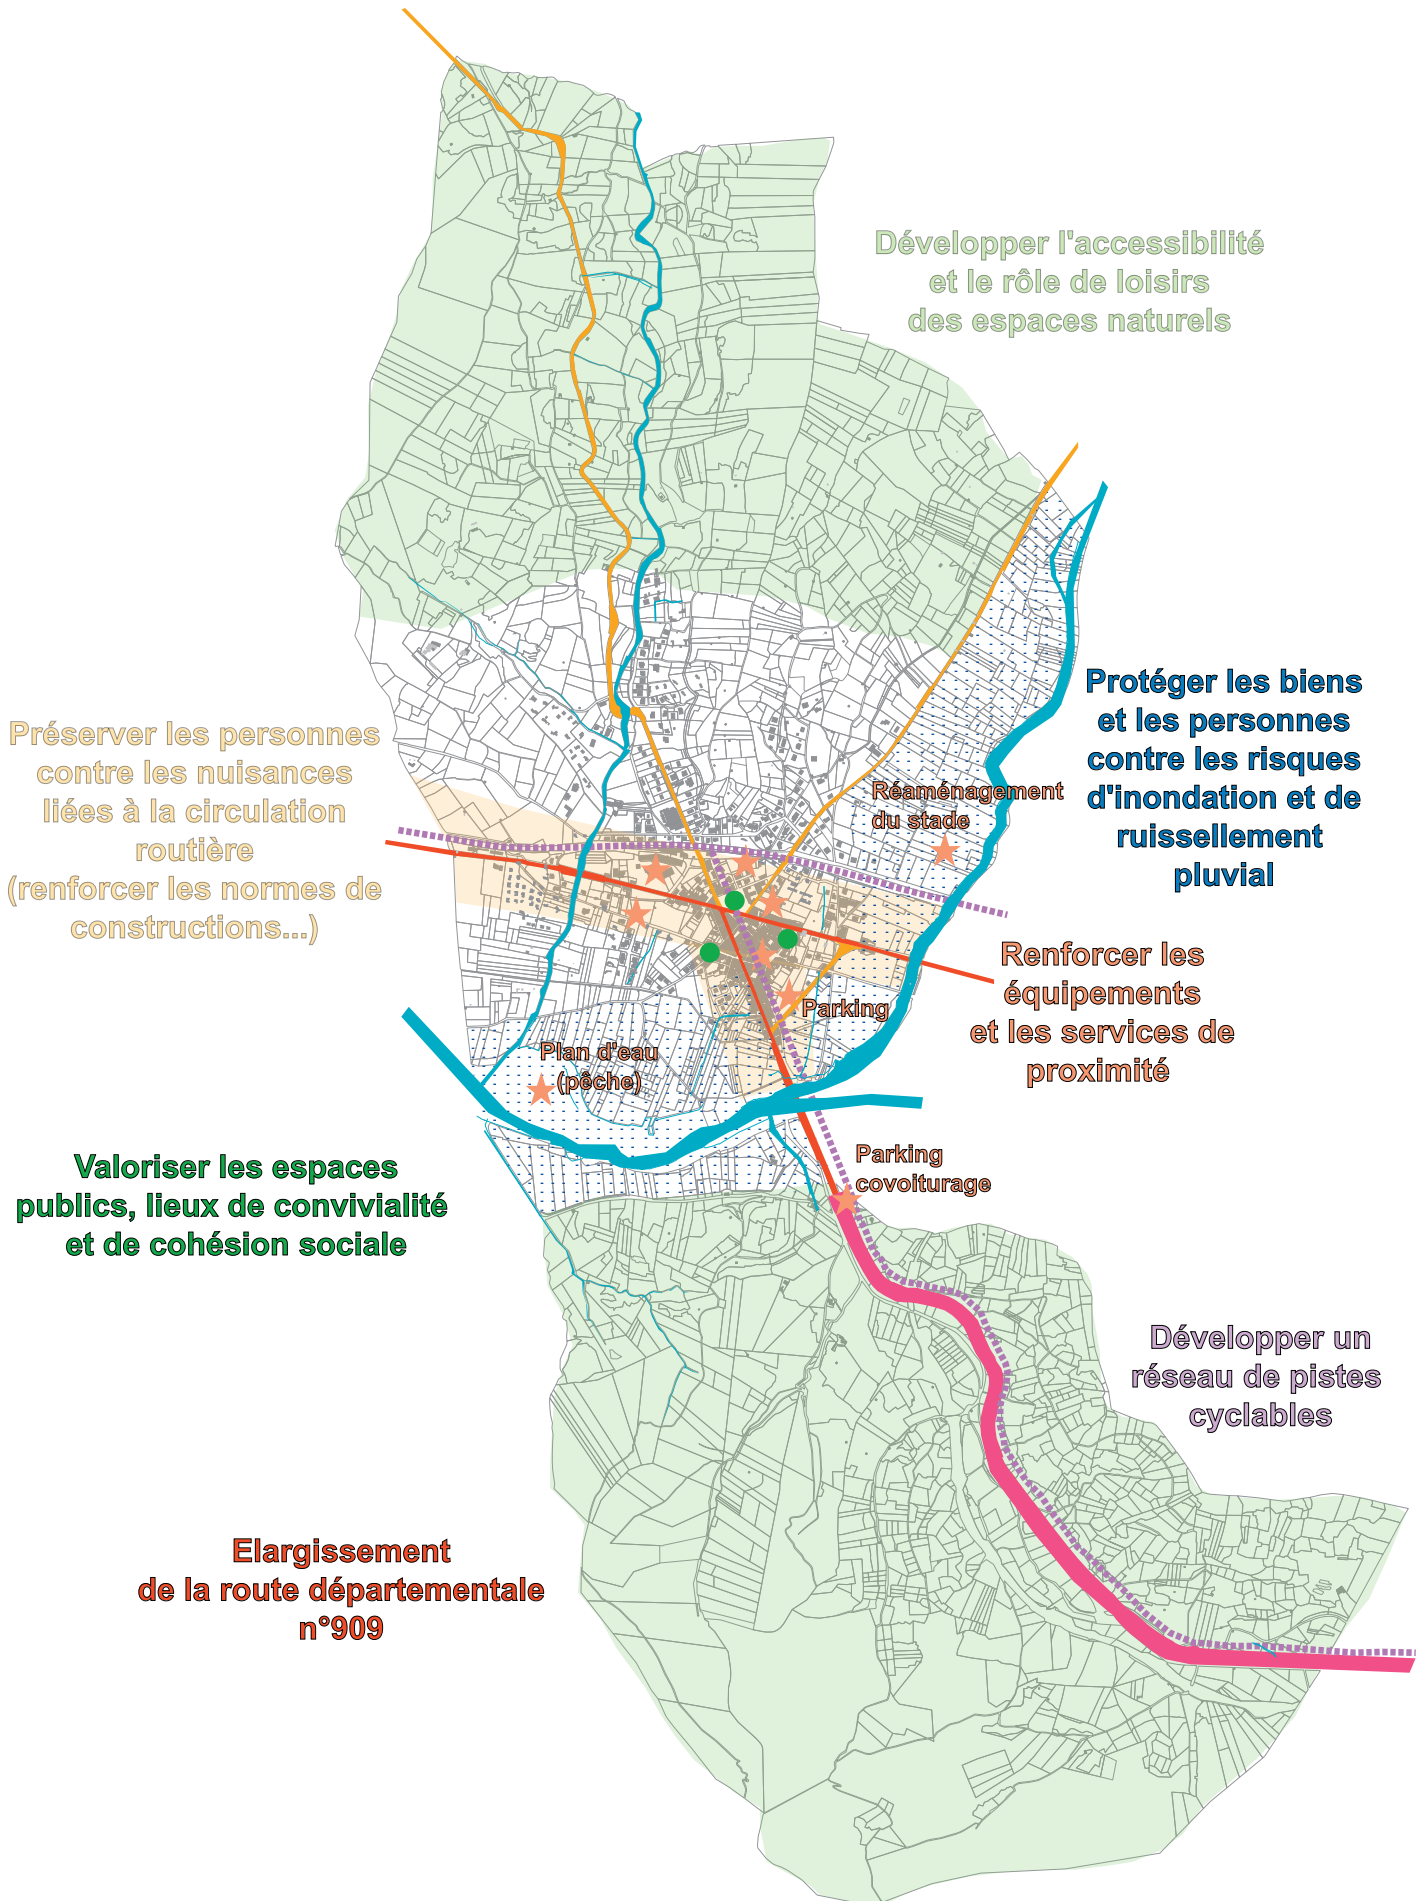 Développer l'accessibilité
et le rôle de loisirs
des espaces naturels
Protéger les biens
et les personnes
contre les risques
d'inondation et de
ruissellement
pluvial
Préserver les personnes
contre les nuisances
liées à la circulation
routière
(renforcer les normes de
constructions...)
Réaménagement
du stade
Renforcer les
équipements
et les services de
proximité
Parking
Plan d'eau
(pêche)
Parking
covoiturage
Valoriser les espaces
publics, lieux de convivialité
et de cohésion sociale
Développer un
réseau de pistes
cyclables
Elargissement
de la route départementale
n°909